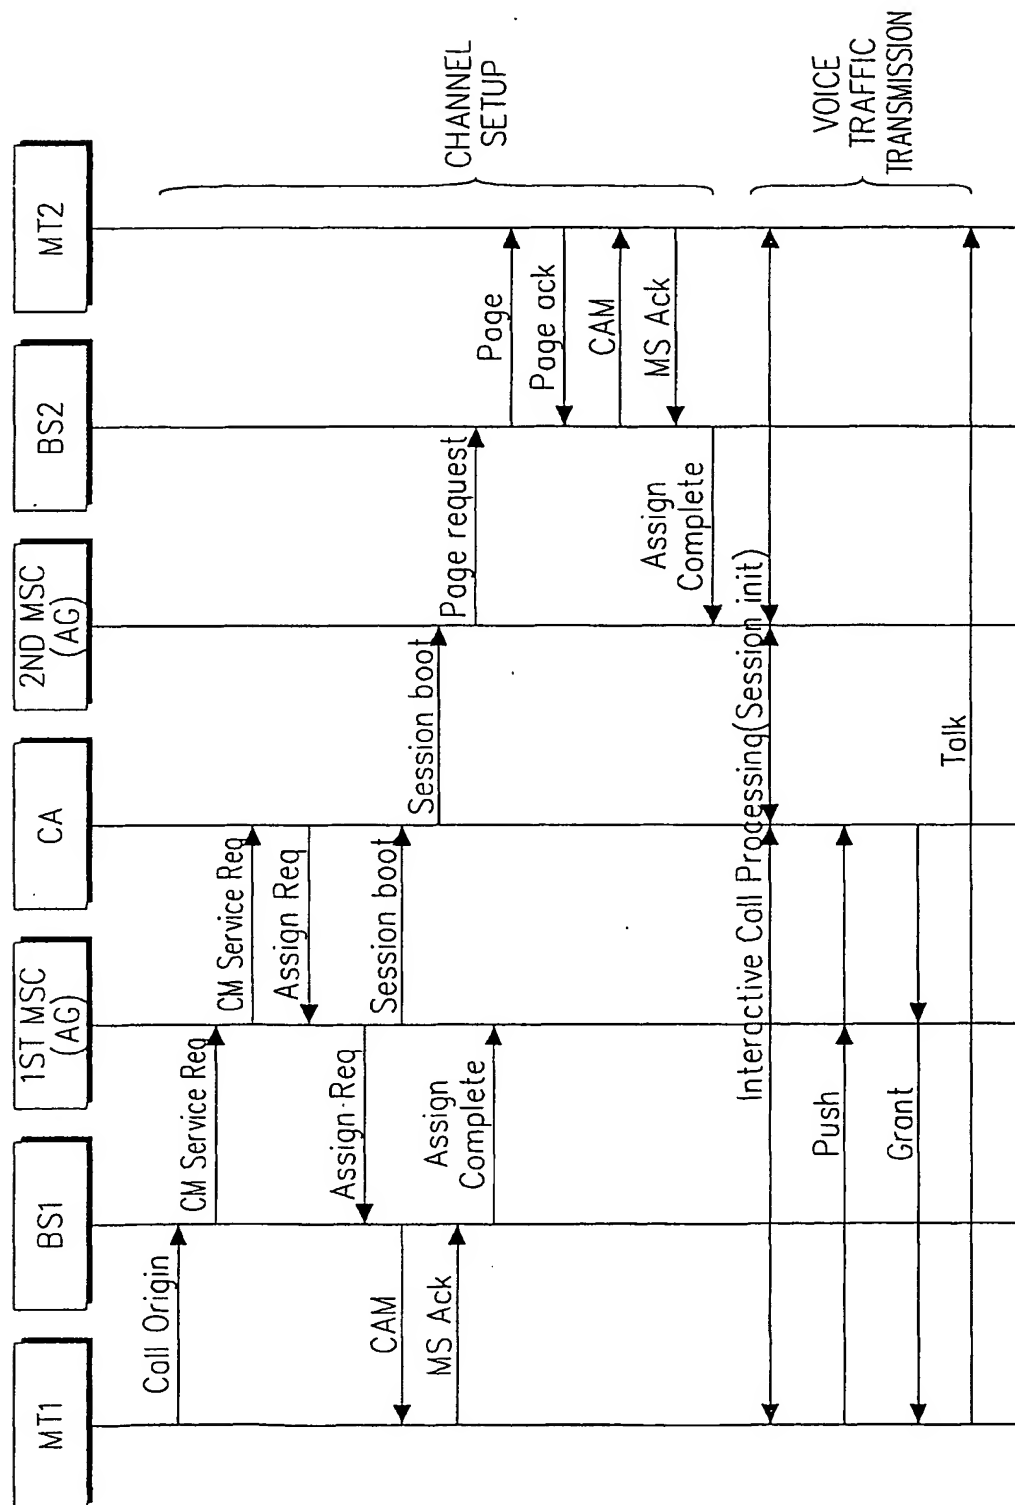 MT1
BS1
1ST MSC
(AG)
CA
2ND MSC
(AG)
BS2
MT2
Call Origin
CM Service Req
CM Service Req
Assign Req
Assign·Req
CAM
Session boot
Session boot
MS Ack
Page request
Assign
Complete
Page
Page ack
CAM
MS Ack
Assign
Complete
CHANNEL
SETUP
Interactive Call Processing(Session init)
Push
Grant
Talk
VOICE
TRAFFIC
TRANSMISSION